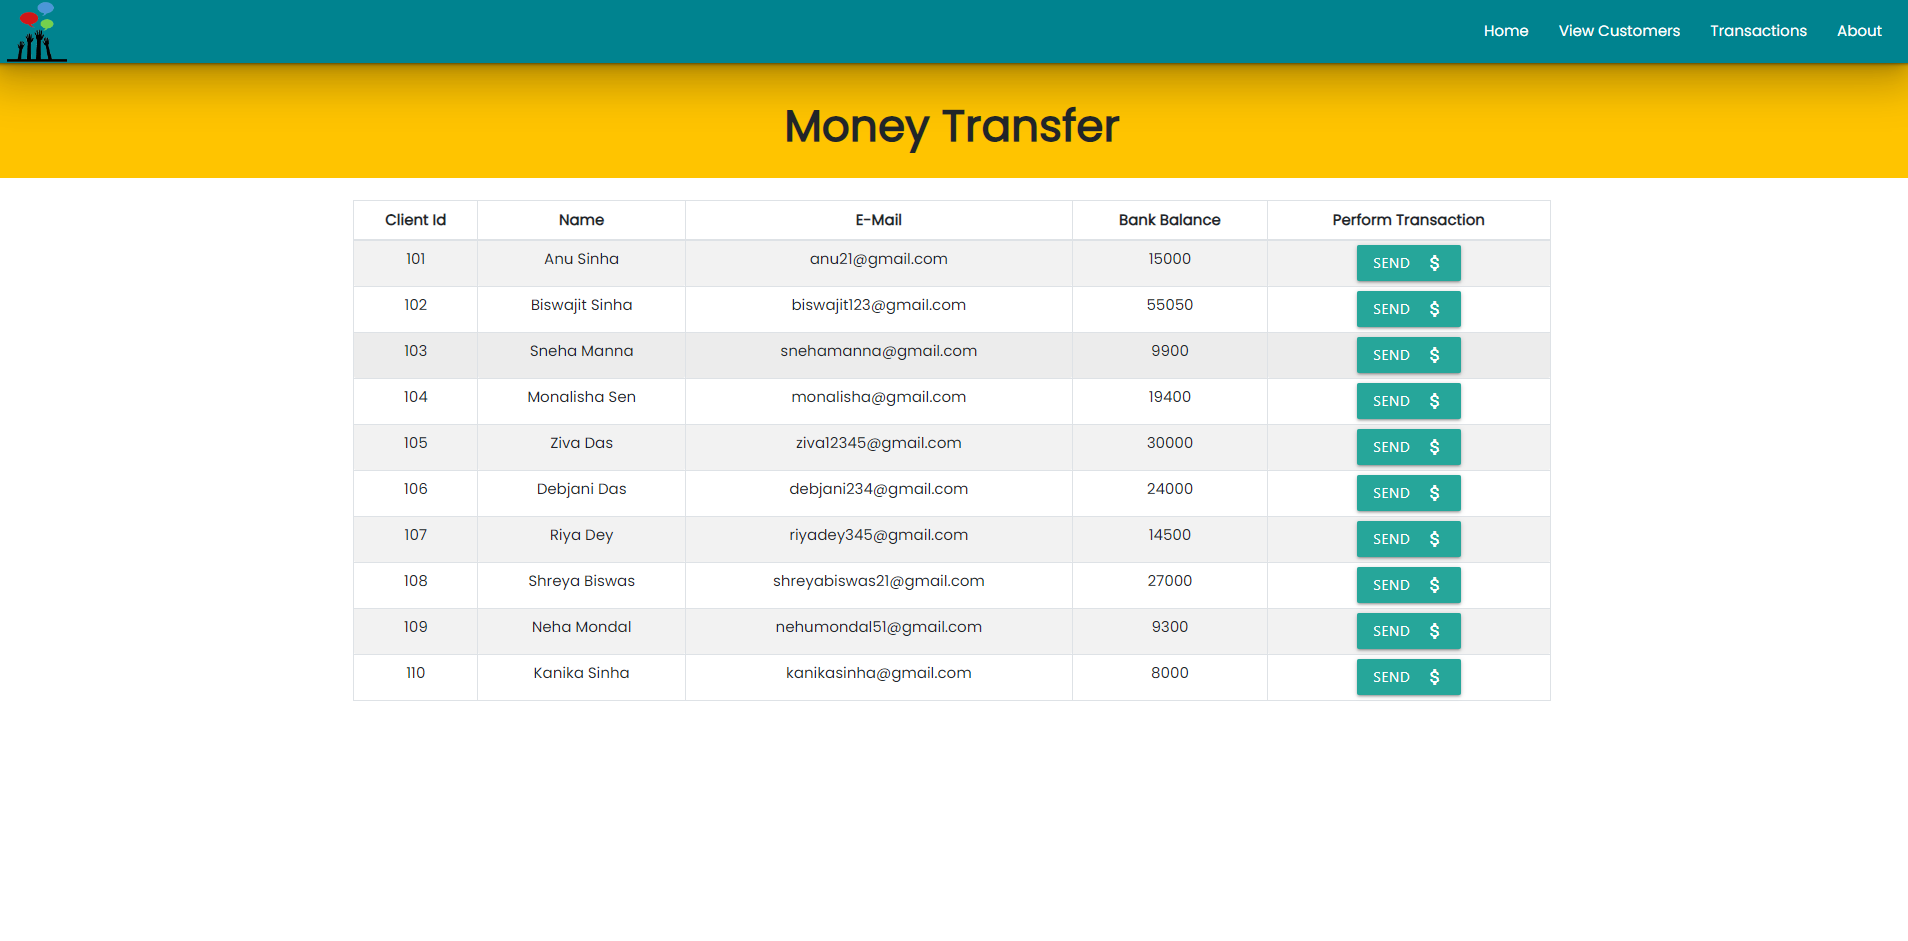 Home View Customers Transactions About
Money Transfer
Client Id Name E-Mail Bank Balance Perform Transaction
101 Anu Sinha anu21@gmail.com 15000 SEND $
102 Biswajit Sinha biswajit123@gmail.com 55050 SEND $
103 Sneha Manna snehamanna@gmail.com 9900 SEND $
104 Monalisha Sen monalisha@gmail.com 19400 SEND $
105 Ziva Das ziva12345@gmail.com 30000 SEND $
106 Debjani Das debjani234@gmail.com 24000 SEND $
107 Riya Dey riyadey345@gmail.com 14500 SEND $
108 Shreya Biswas shreyabiswas21@gmail.com 27000 SEND $
109 Neha Mondal nehumondal51@gmail.com 9300 SEND $
110 Kanika Sinha kanikasinha@gmail.com 8000 SEND $